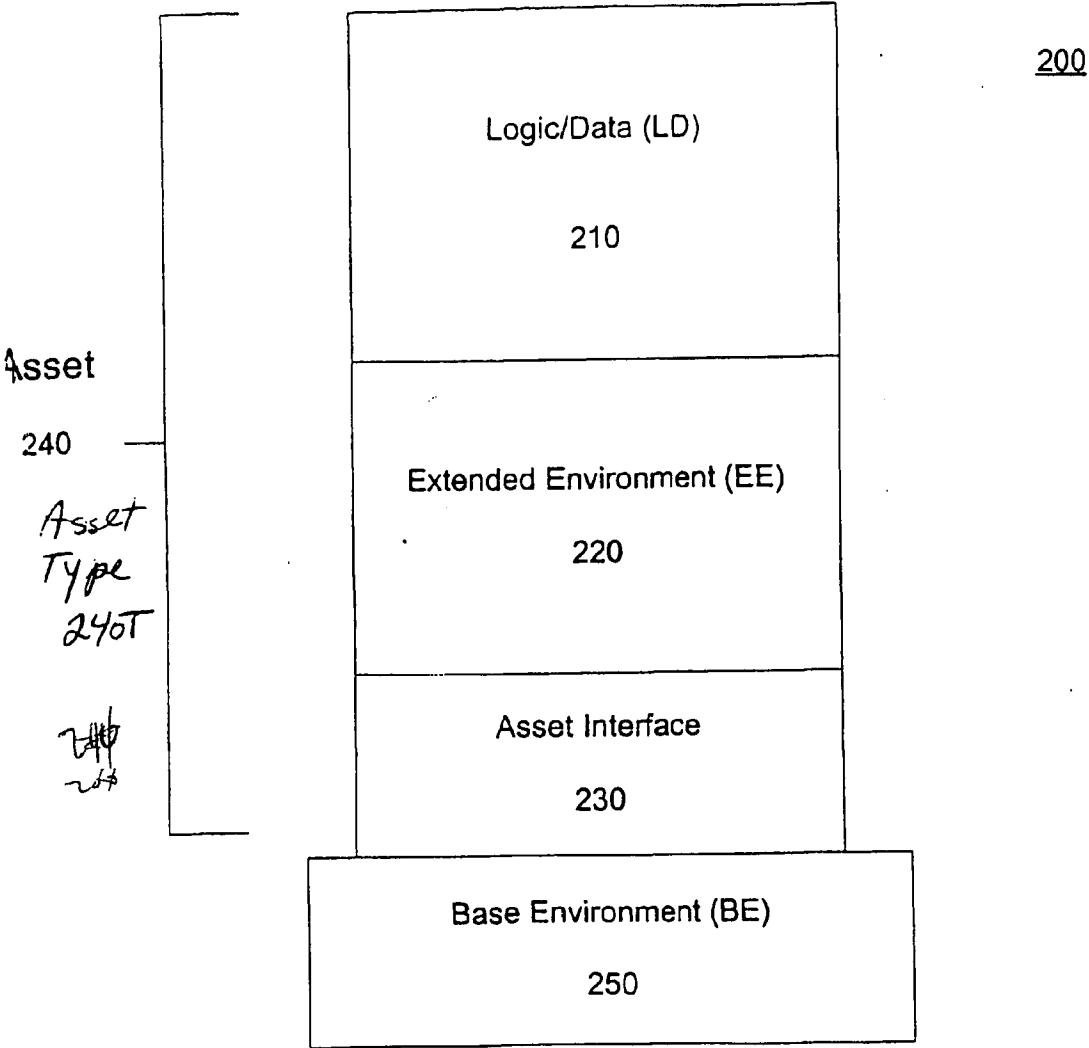 200
Logic/Data (LD)
210
Asset
240
Extended Environment (EE)
220
Asset
Type
240T
Asset Interface
230
Base Environment (BE)
250